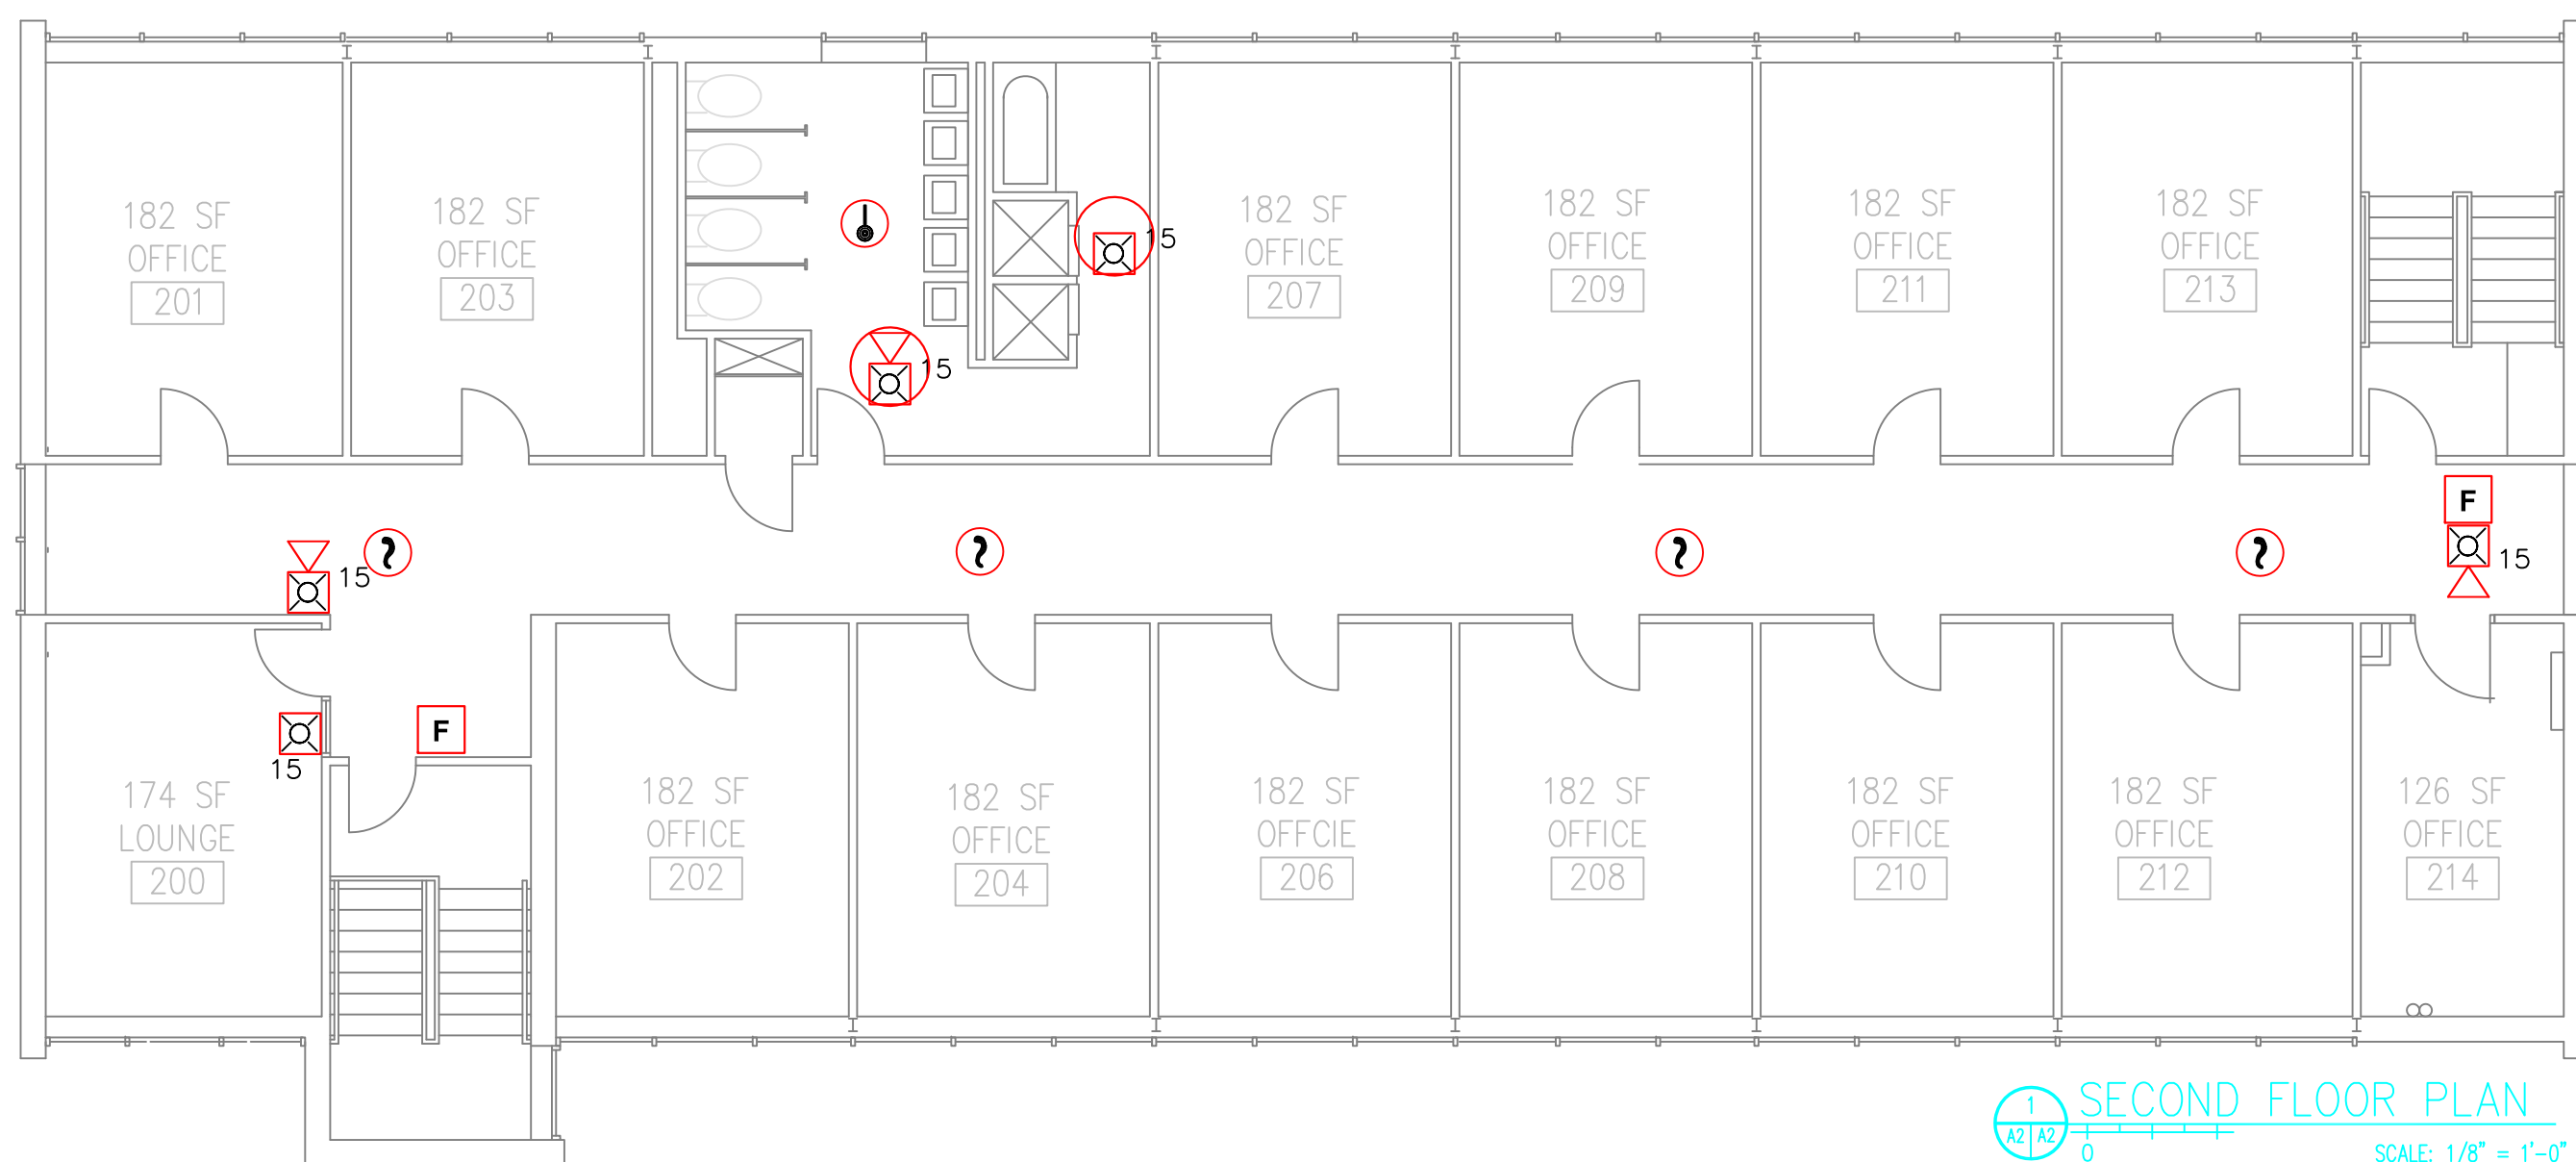 182 SF
OFFICE
201
182 SF
OFFICE
203
15
15
182 SF
OFFICE
207
182 SF
OFFICE
209
182 SF
OFFICE
211
182 SF
OFFICE
213
15
F
15
F
15
174 SF
LOUNGE
200
182 SF
OFFICE
202
182 SF
OFFICE
204
182 SF
OFFCIE
206
182 SF
OFFICE
208
182 SF
OFFICE
210
182 SF
OFFICE
212
126 SF
OFFICE
214
1
A2 A2
SECOND FLOOR PLAN
0
SCALE: 1/8" = 1'-0"